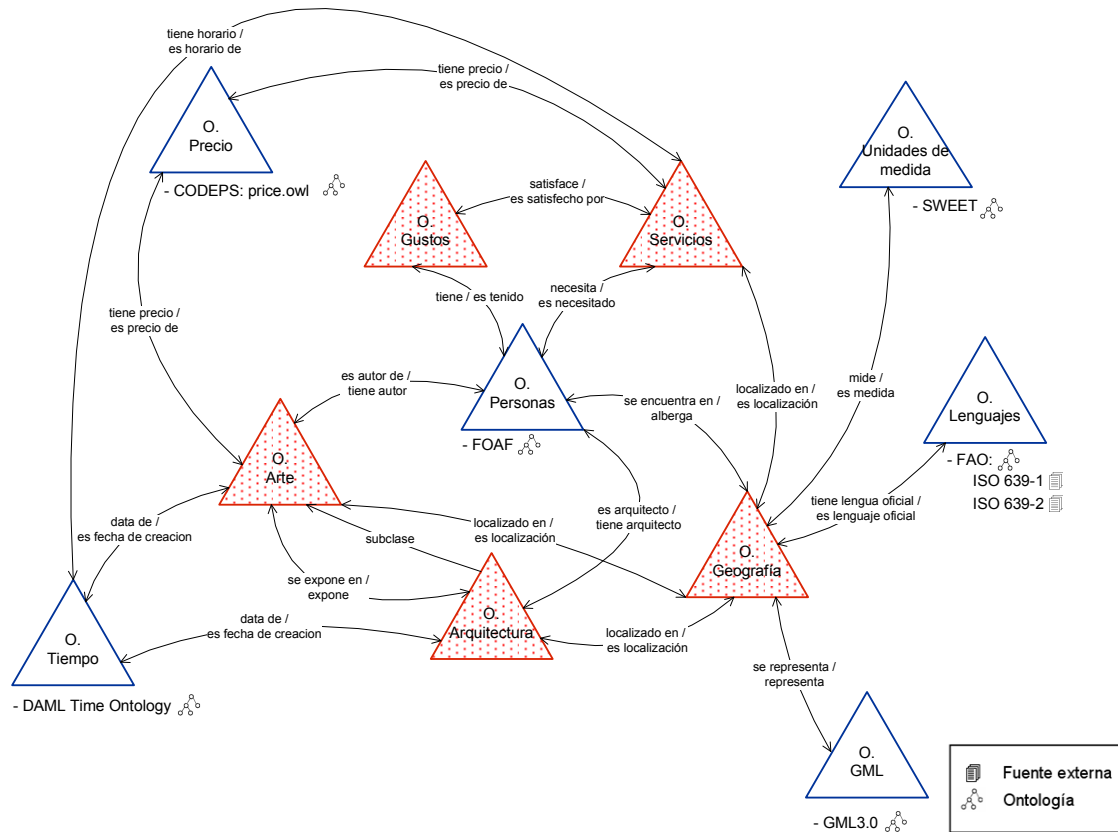 tiene horario /
es horario de
tiene precio /
es precio de
O.
Precio
- CODEPS: price.owl
O.
Unidades de
medida
- SWEET
satisface /
es satisfecho por
O.
Gustos
O.
Servicios
tiene / es tenido
necesita /
es necesitado
tiene precio /
es precio de
es autor de /
tiene autor
O.
Personas
- FOAF
se encuentra en /
alberga
localizado en /
es localización
mide /
es medida
O.
Lenguajes
- FAO:
ISO 639-1
ISO 639-2
O.
Arte
tiene lengua oficial /
es lenguaje oficial
data de /
es fecha de creacion
subclase
localizado en /
es localización
es arquitecto /
tiene arquitecto
O.
Geografía
se expone en /
expone
O.
Arquitectura
data de /
es fecha de creacion
localizado en /
es localización
O.
Tiempo
- DAML Time Ontology
se representa /
representa
O.
GML
- GML3.0
Fuente externa
Ontología